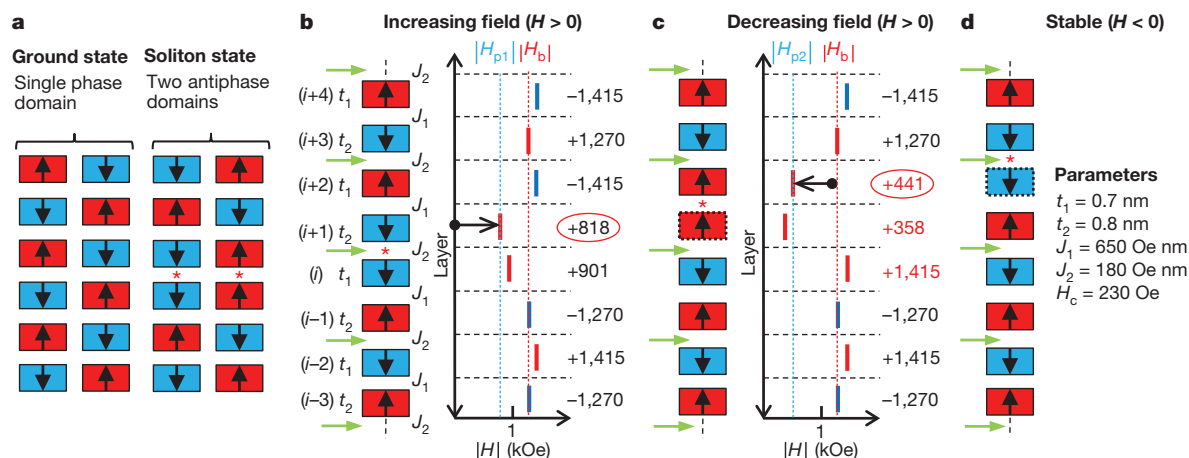 a
Ground state
Single phase
domain
Soliton state
Two antiphase
domains
* *
b Increasing field (H > 0)
|Hp1| |Hb|
J2
(i+4) t1 −1,415
J1
(i+3) t2 +1,270
J2
(i+2) t1 −1,415
J1
(i+1) t2 +818
* J2
(i) t1 +901
J1
(i−1) t2 −1,270
J2
(i−2) t1 +1,415
J1
(i−3) t2 −1,270
J2
Layer
1
|H| (kOe)
c Decreasing field (H > 0)
|Hp2| |Hb|
−1,415
+1,270
+441
*
+358
+1,415
−1,270
+1,415
−1,270
Layer
1
|H| (kOe)
d Stable (H < 0)
*
Parameters
t1 = 0.7 nm
t2 = 0.8 nm
J1 = 650 Oe nm
J2 = 180 Oe nm
Hc = 230 Oe